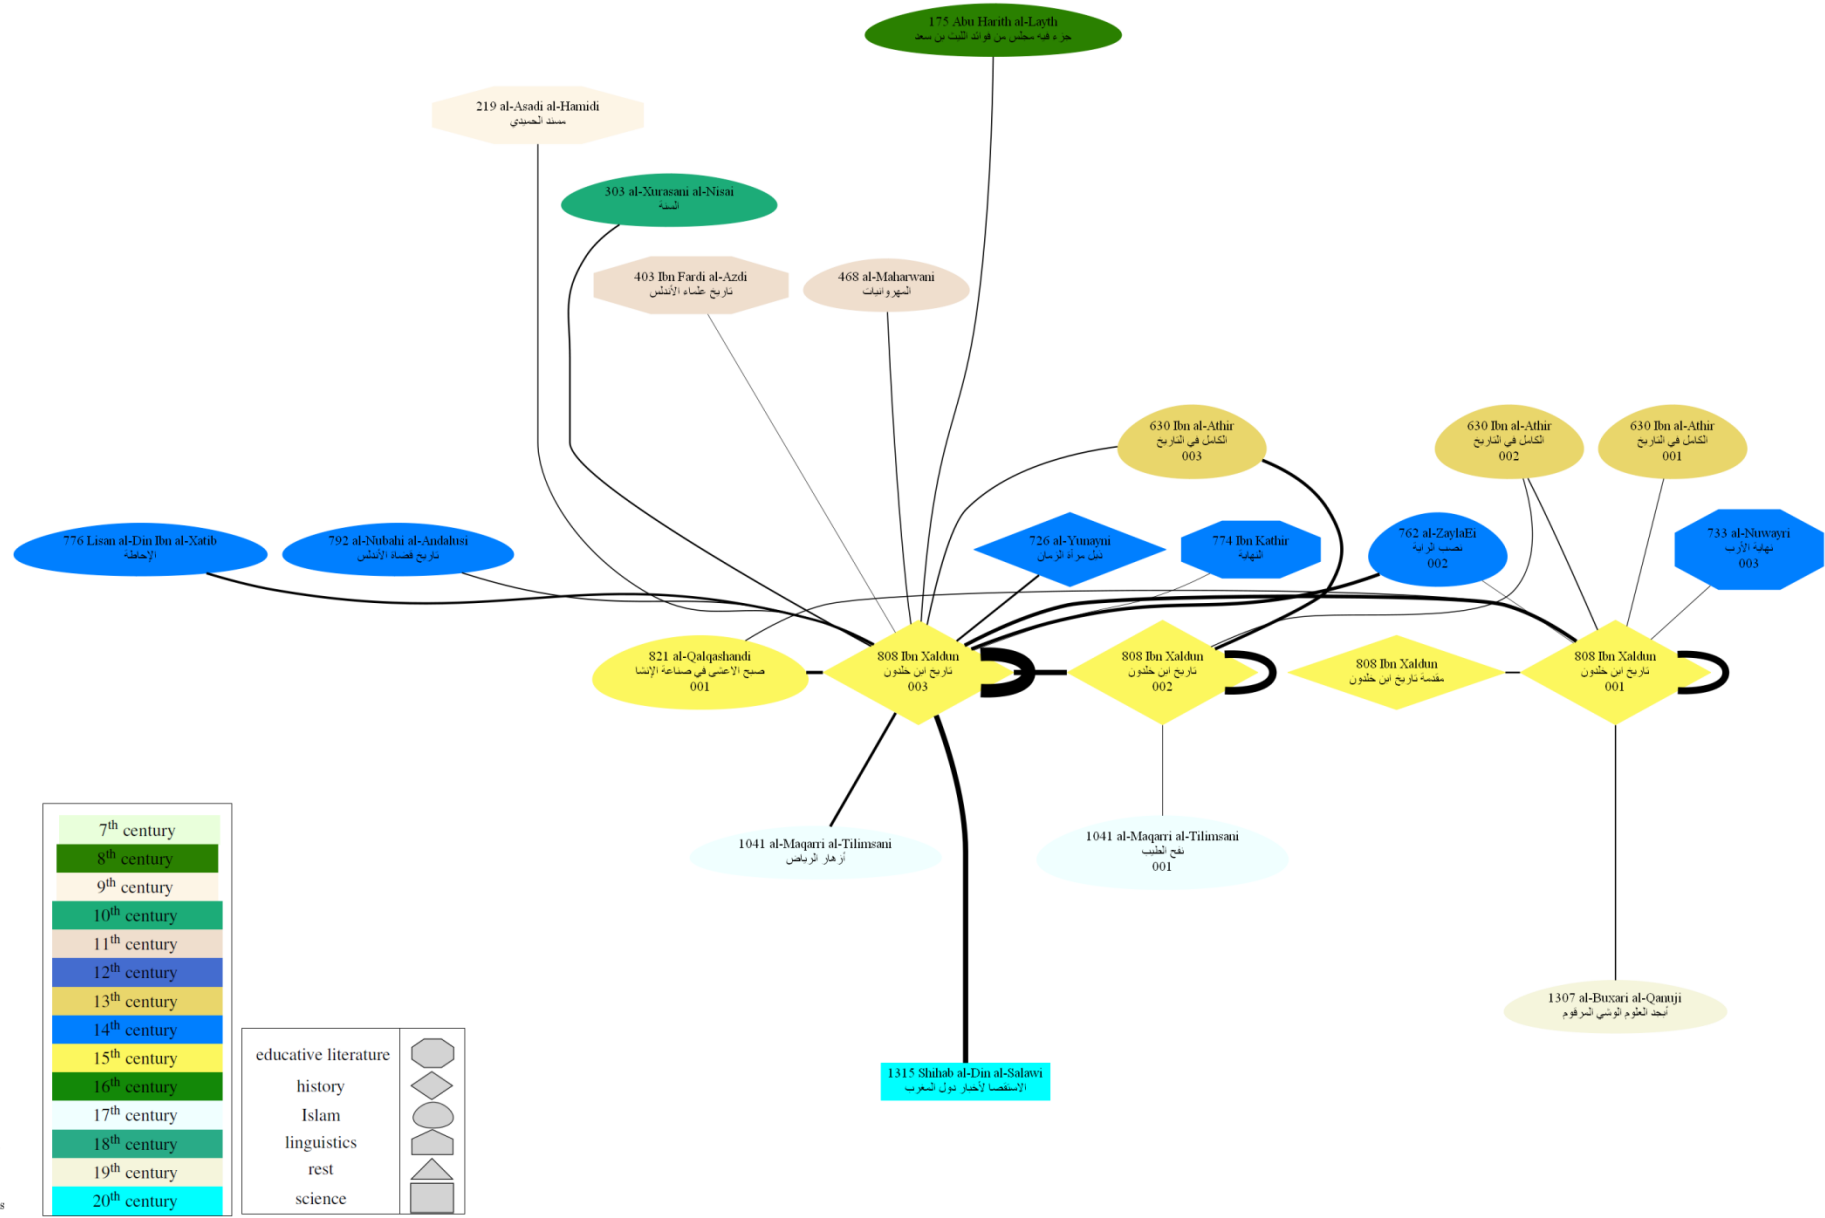 175 Abu Harith al-Layth
جزء فيه مجلس من فوائد الليث بن سعد
219 al-Asadi al-Hamidi
مسند الحميدي
303 al-Xurasani al-Nisai
السنة
403 Ibn Fardi al-Azdi
تاريخ علماء الأندلس
468 al-Maharwani
المهروانيات
630 Ibn al-Athir
الكامل في التاريخ
003
630 Ibn al-Athir
الكامل في التاريخ
002
630 Ibn al-Athir
الكامل في التاريخ
001
776 Lisan al-Din Ibn al-Xatib
الإحاطة
792 al-Nubahi al-Andalusi
تاريخ قضاة الأندلس
726 al-Yunayni
ذيل مرآة الزمان
774 Ibn Kathir
النهاية
762 al-ZaylaEi
نصب الراية
002
733 al-Nuwayri
نهاية الأرب
003
821 al-Qalqashandi
صبح الاعشى في صناعة الإنشا
001
808 Ibn Xaldun
تاريخ ابن خلدون
003
808 Ibn Xaldun
تاريخ ابن خلدون
002
808 Ibn Xaldun
مقدمة تاريخ ابن خلدون
808 Ibn Xaldun
تاريخ ابن خلدون
001
1041 al-Maqarri al-Tilimsani
أزهار الرياض
1041 al-Maqarri al-Tilimsani
نفح الطيب
001
1307 al-Buxari al-Qanuji
أبجد العلوم الوشي المرقوم
1315 Shihab al-Din al-Salawi
الاستقصا لأخبار دول المغرب
7th century
8th century
9th century
10th century
11th century
12th century
13th century
14th century
15th century
16th century
17th century
18th century
19th century
20th century
educative literature
history
Islam
linguistics
rest
science
s